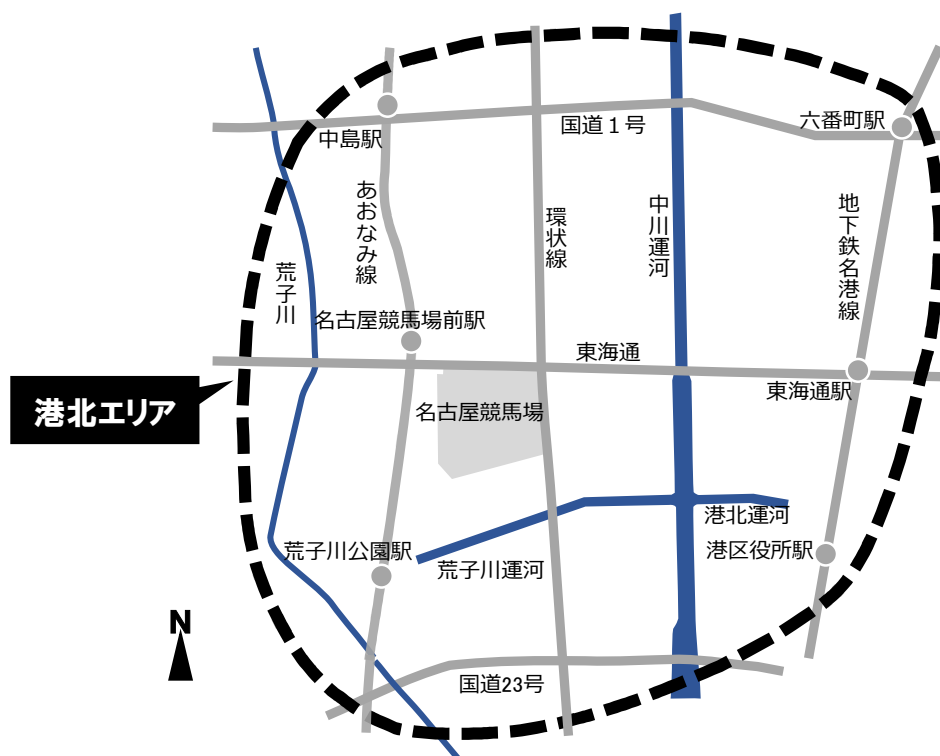 六番町駅
国道１号
中島駅
あおなみ線
環状線
中川運河
地下鉄名港線
荒子川
名古屋競馬場前駅
東海通
東海通駅
港北エリア
名古屋競馬場
港北運河
荒子川公園駅
港区役所駅
荒子川運河
N
国道23号